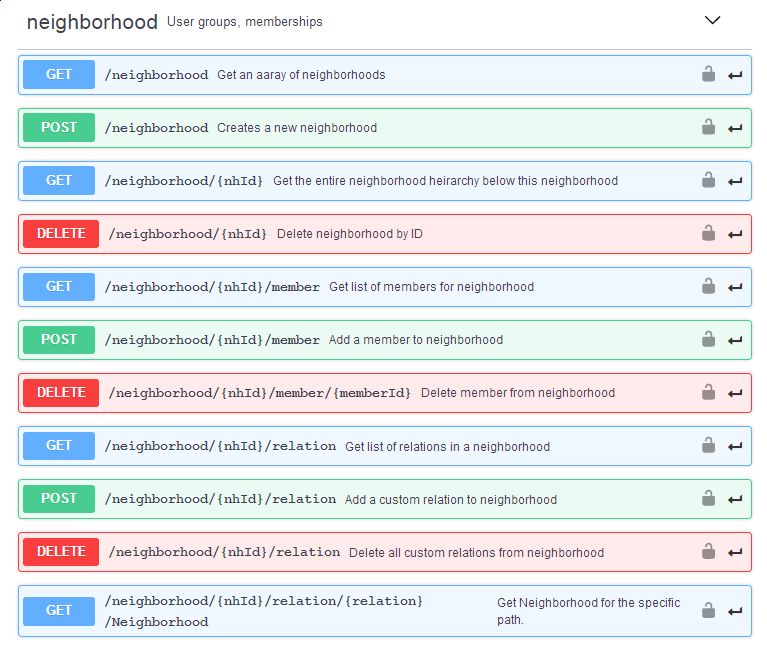 neighborhood User groups, memberships
GET /neighborhood Get an aaray of neighborhoods
POST /neighborhood Creates a new neighborhood
GET /neighborhood/{nhId} Get the entire neighborhood heirarchy below this neighborhood
DELETE /neighborhood/{nhId} Delete neighborhood by ID
GET /neighborhood/{nhId}/member Get list of members for neighborhood
POST /neighborhood/{nhId}/member Add a member to neighborhood
DELETE /neighborhood/{nhId}/member/{memberId} Delete member from neighborhood
GET /neighborhood/{nhId}/relation Get list of relations in a neighborhood
POST /neighborhood/{nhId}/relation Add a custom relation to neighborhood
DELETE /neighborhood/{nhId}/relation Delete all custom relations from neighborhood
GET /neighborhood/{nhId}/relation/{relation} Get Neighborhood for the specific
/Neighborhood path.